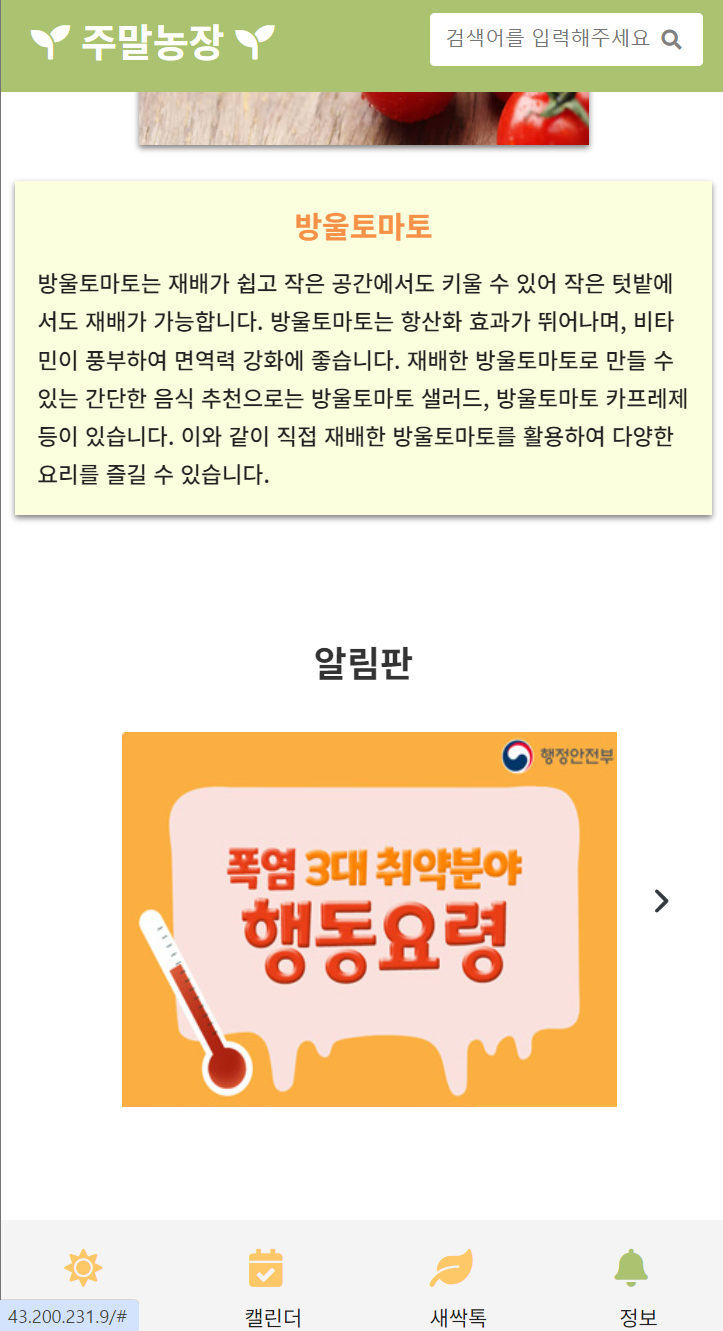 주말농장
검색어를 입력해주세요
방울토마토
방울토마토는 재배가 쉽고 작은 공간에서도 키울 수 있어 작은 텃밭에
서도 재배가 가능합니다. 방울토마토는 항산화 효과가 뛰어나며, 비타
민이 풍부하여 면역력 강화에 좋습니다. 재배한 방울토마토로 만들 수
있는 간단한 음식 추천으로는 방울토마토 샐러드, 방울토마토 카프레제
등이 있습니다. 이와 같이 직접 재배한 방울토마토를 활용하여 다양한
요리를 즐길 수 있습니다.
알림판
행정안전부
폭염 3대 취약분야
행동요령
캘린더
새싹톡
정보
43.200.231.9/#